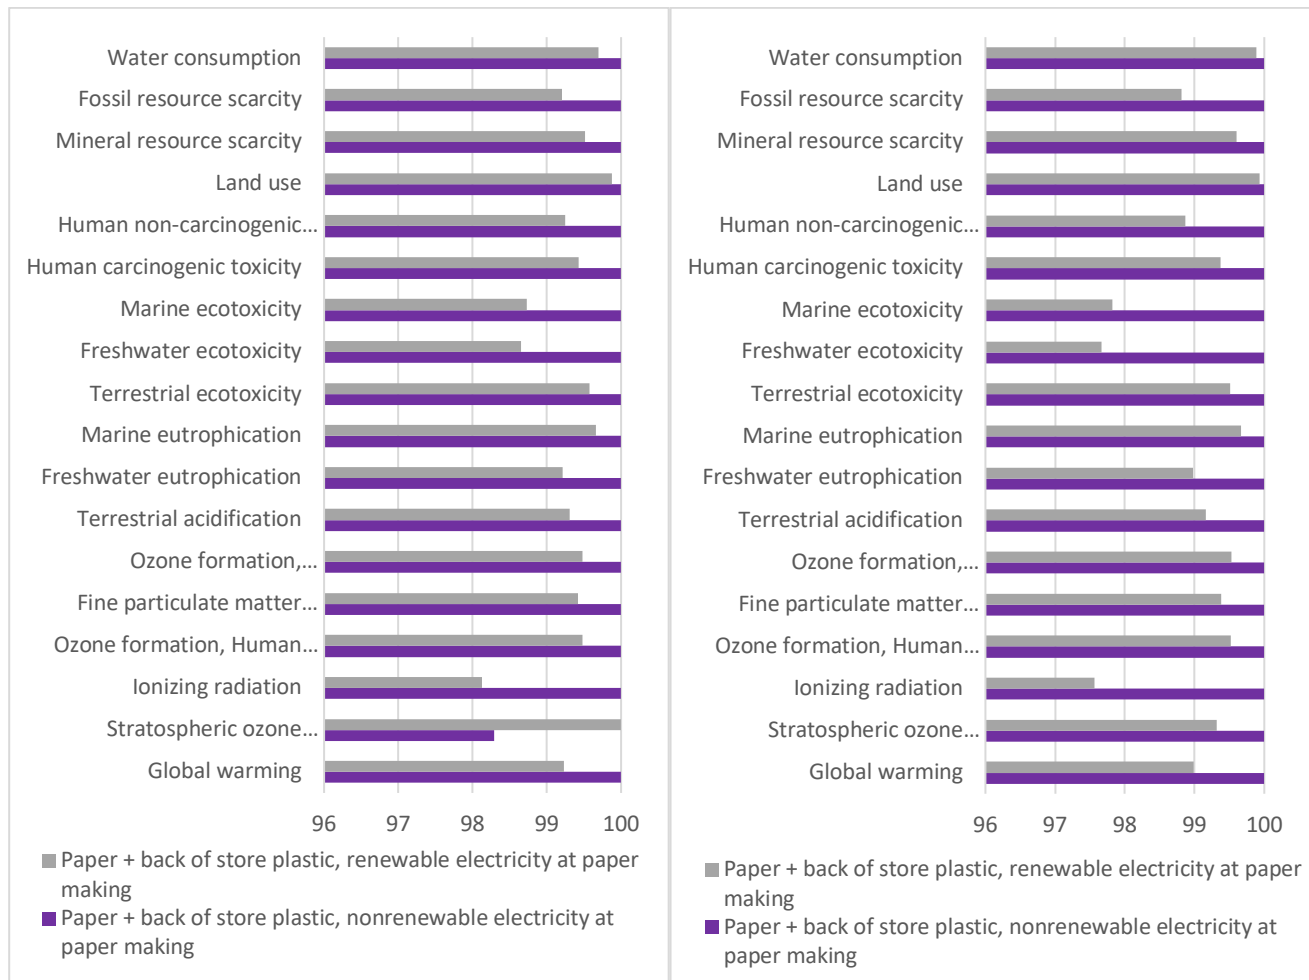 Water consumption
Fossil resource scarcity
Mineral resource scarcity
Land use
Human non-carcinogenic...
Human carcinogenic toxicity
Marine ecotoxicity
Freshwater ecotoxicity
Terrestrial ecotoxicity
Marine eutrophication
Freshwater eutrophication
Terrestrial acidification
Ozone formation,...
Fine particulate matter...
Ozone formation, Human...
Ionizing radiation
Stratospheric ozone...
Global warming
96 97 98 99 100
Paper + back of store plastic, renewable electricity at paper
making
Paper + back of store plastic, nonrenewable electricity at
paper making
Water consumption
Fossil resource scarcity
Mineral resource scarcity
Land use
Human non-carcinogenic...
Human carcinogenic toxicity
Marine ecotoxicity
Freshwater ecotoxicity
Terrestrial ecotoxicity
Marine eutrophication
Freshwater eutrophication
Terrestrial acidification
Ozone formation,...
Fine particulate matter...
Ozone formation, Human...
Ionizing radiation
Stratospheric ozone...
Global warming
96 97 98 99 100
Paper + back of store plastic, renewable electricity at paper
making
Paper + back of store plastic, nonrenewable electricity at
paper making